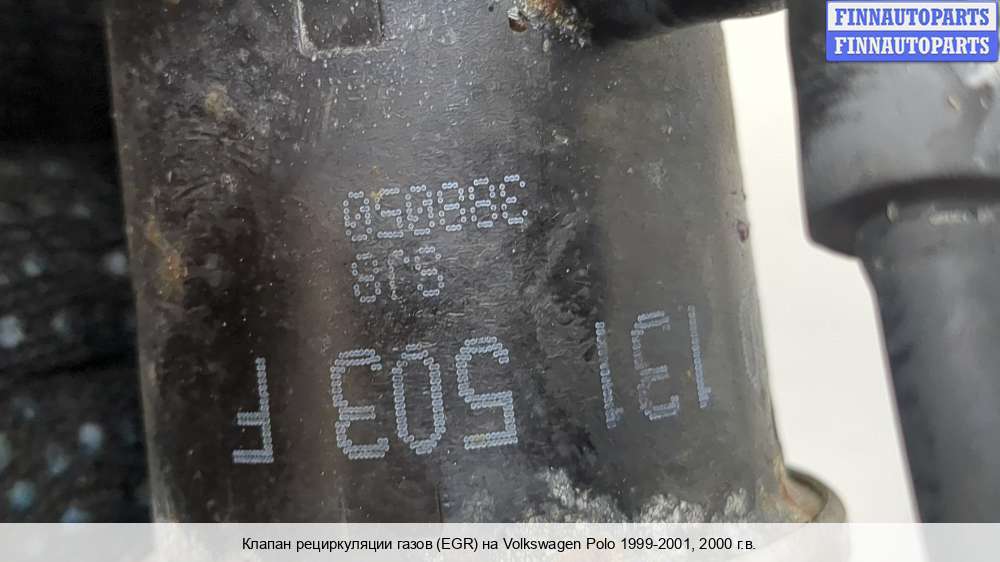 FINNAUTOPARTS
FINNAUTOPARTS
131 503 F
Клапан рециркуляции газов (EGR) на Volkswagen Polo 1999-2001, 2000 г.в.